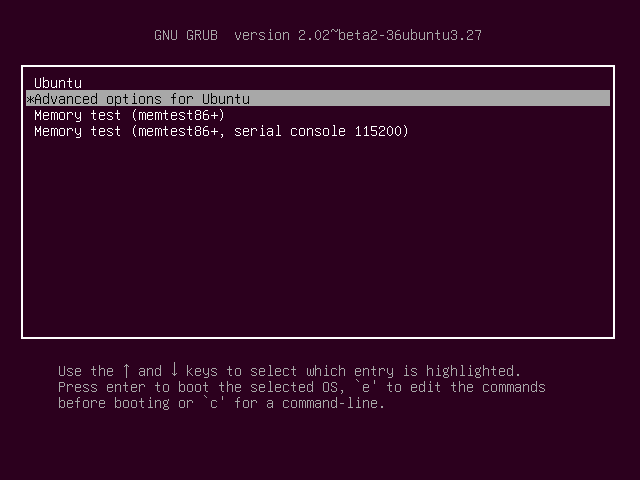 GNU GRUB  version 2.02~beta2-36ubuntu3.27
Ubuntu
*Advanced options for Ubuntu
Memory test (memtest86+)
Memory test (memtest86+, serial console 115200)
Use the ↑ and ↓ keys to select which entry is highlighted.
Press enter to boot the selected OS, `e' to edit the commands
before booting or `c' for a command-line.